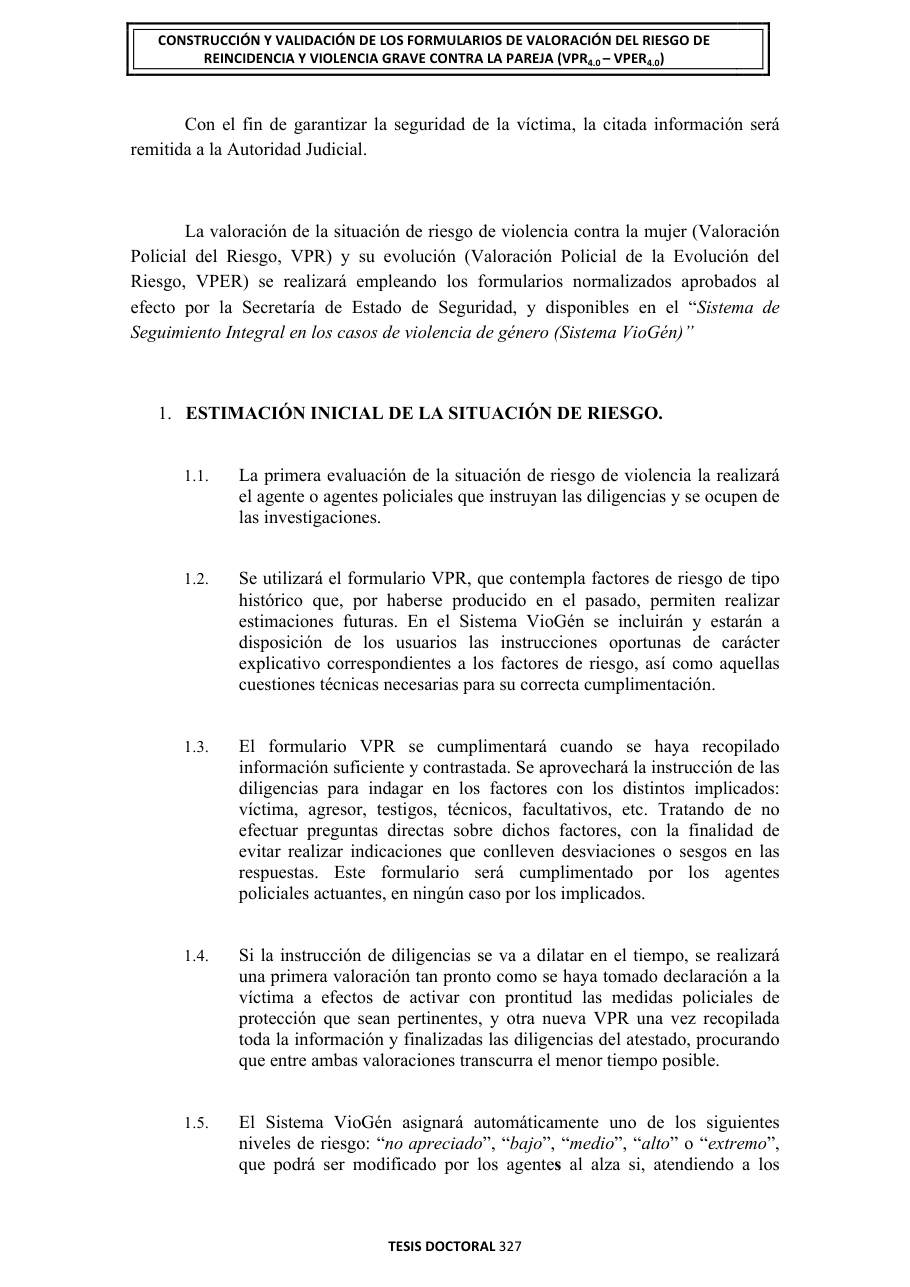 CONSTRUCCIÓN Y VALIDACIÓN DE LOS FORMULARIOS DE VALORACIÓN DEL RIESGO DE
REINCIDENCIA Y VIOLENCIA GRAVE CONTRA LA PAREJA (VPR4.0 – VPER4.0)
Con el fin de garantizar la seguridad de la víctima, la citada información será
remitida a la Autoridad Judicial.
La valoración de la situación de riesgo de violencia contra la mujer (Valoración
Policial del Riesgo, VPR) y su evolución (Valoración Policial de la Evolución del
Riesgo, VPER) se realizará empleando los formularios normalizados aprobados al
efecto por la Secretaría de Estado de Seguridad, y disponibles en el “Sistema de
Seguimiento Integral en los casos de violencia de género (Sistema VioGén)”
1. ESTIMACIÓN INICIAL DE LA SITUACIÓN DE RIESGO.
1.1. La primera evaluación de la situación de riesgo de violencia la realizará
el agente o agentes policiales que instruyan las diligencias y se ocupen de
las investigaciones.
1.2. Se utilizará el formulario VPR, que contempla factores de riesgo de tipo
histórico que, por haberse producido en el pasado, permiten realizar
estimaciones futuras. En el Sistema VioGén se incluirán y estarán a
disposición de los usuarios las instrucciones oportunas de carácter
explicativo correspondientes a los factores de riesgo, así como aquellas
cuestiones técnicas necesarias para su correcta cumplimentación.
1.3. El formulario VPR se cumplimentará cuando se haya recopilado
información suficiente y contrastada. Se aprovechará la instrucción de las
diligencias para indagar en los factores con los distintos implicados:
víctima, agresor, testigos, técnicos, facultativos, etc. Tratando de no
efectuar preguntas directas sobre dichos factores, con la finalidad de
evitar realizar indicaciones que conlleven desviaciones o sesgos en las
respuestas. Este formulario será cumplimentado por los agentes
policiales actuantes, en ningún caso por los implicados.
1.4. Si la instrucción de diligencias se va a dilatar en el tiempo, se realizará
una primera valoración tan pronto como se haya tomado declaración a la
víctima a efectos de activar con prontitud las medidas policiales de
protección que sean pertinentes, y otra nueva VPR una vez recopilada
toda la información y finalizadas las diligencias del atestado, procurando
que entre ambas valoraciones transcurra el menor tiempo posible.
1.5. El Sistema VioGén asignará automáticamente uno de los siguientes
niveles de riesgo: “no apreciado”, “bajo”, “medio”, “alto” o “extremo”,
que podrá ser modificado por los agentes al alza si, atendiendo a los
TESIS DOCTORAL 327